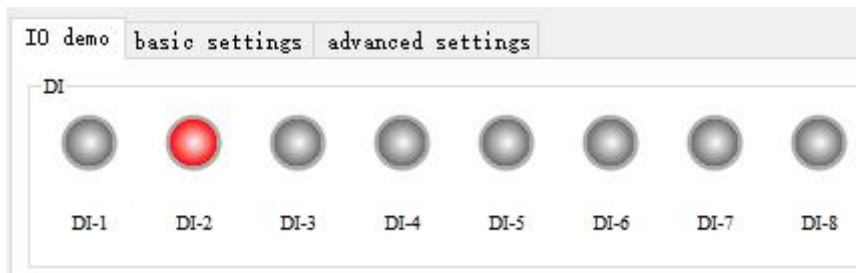 IO demo basic settings advanced settings
DI
DI-1 DI-2 DI-3 DI-4 DI-5 DI-6 DI-7 DI-8